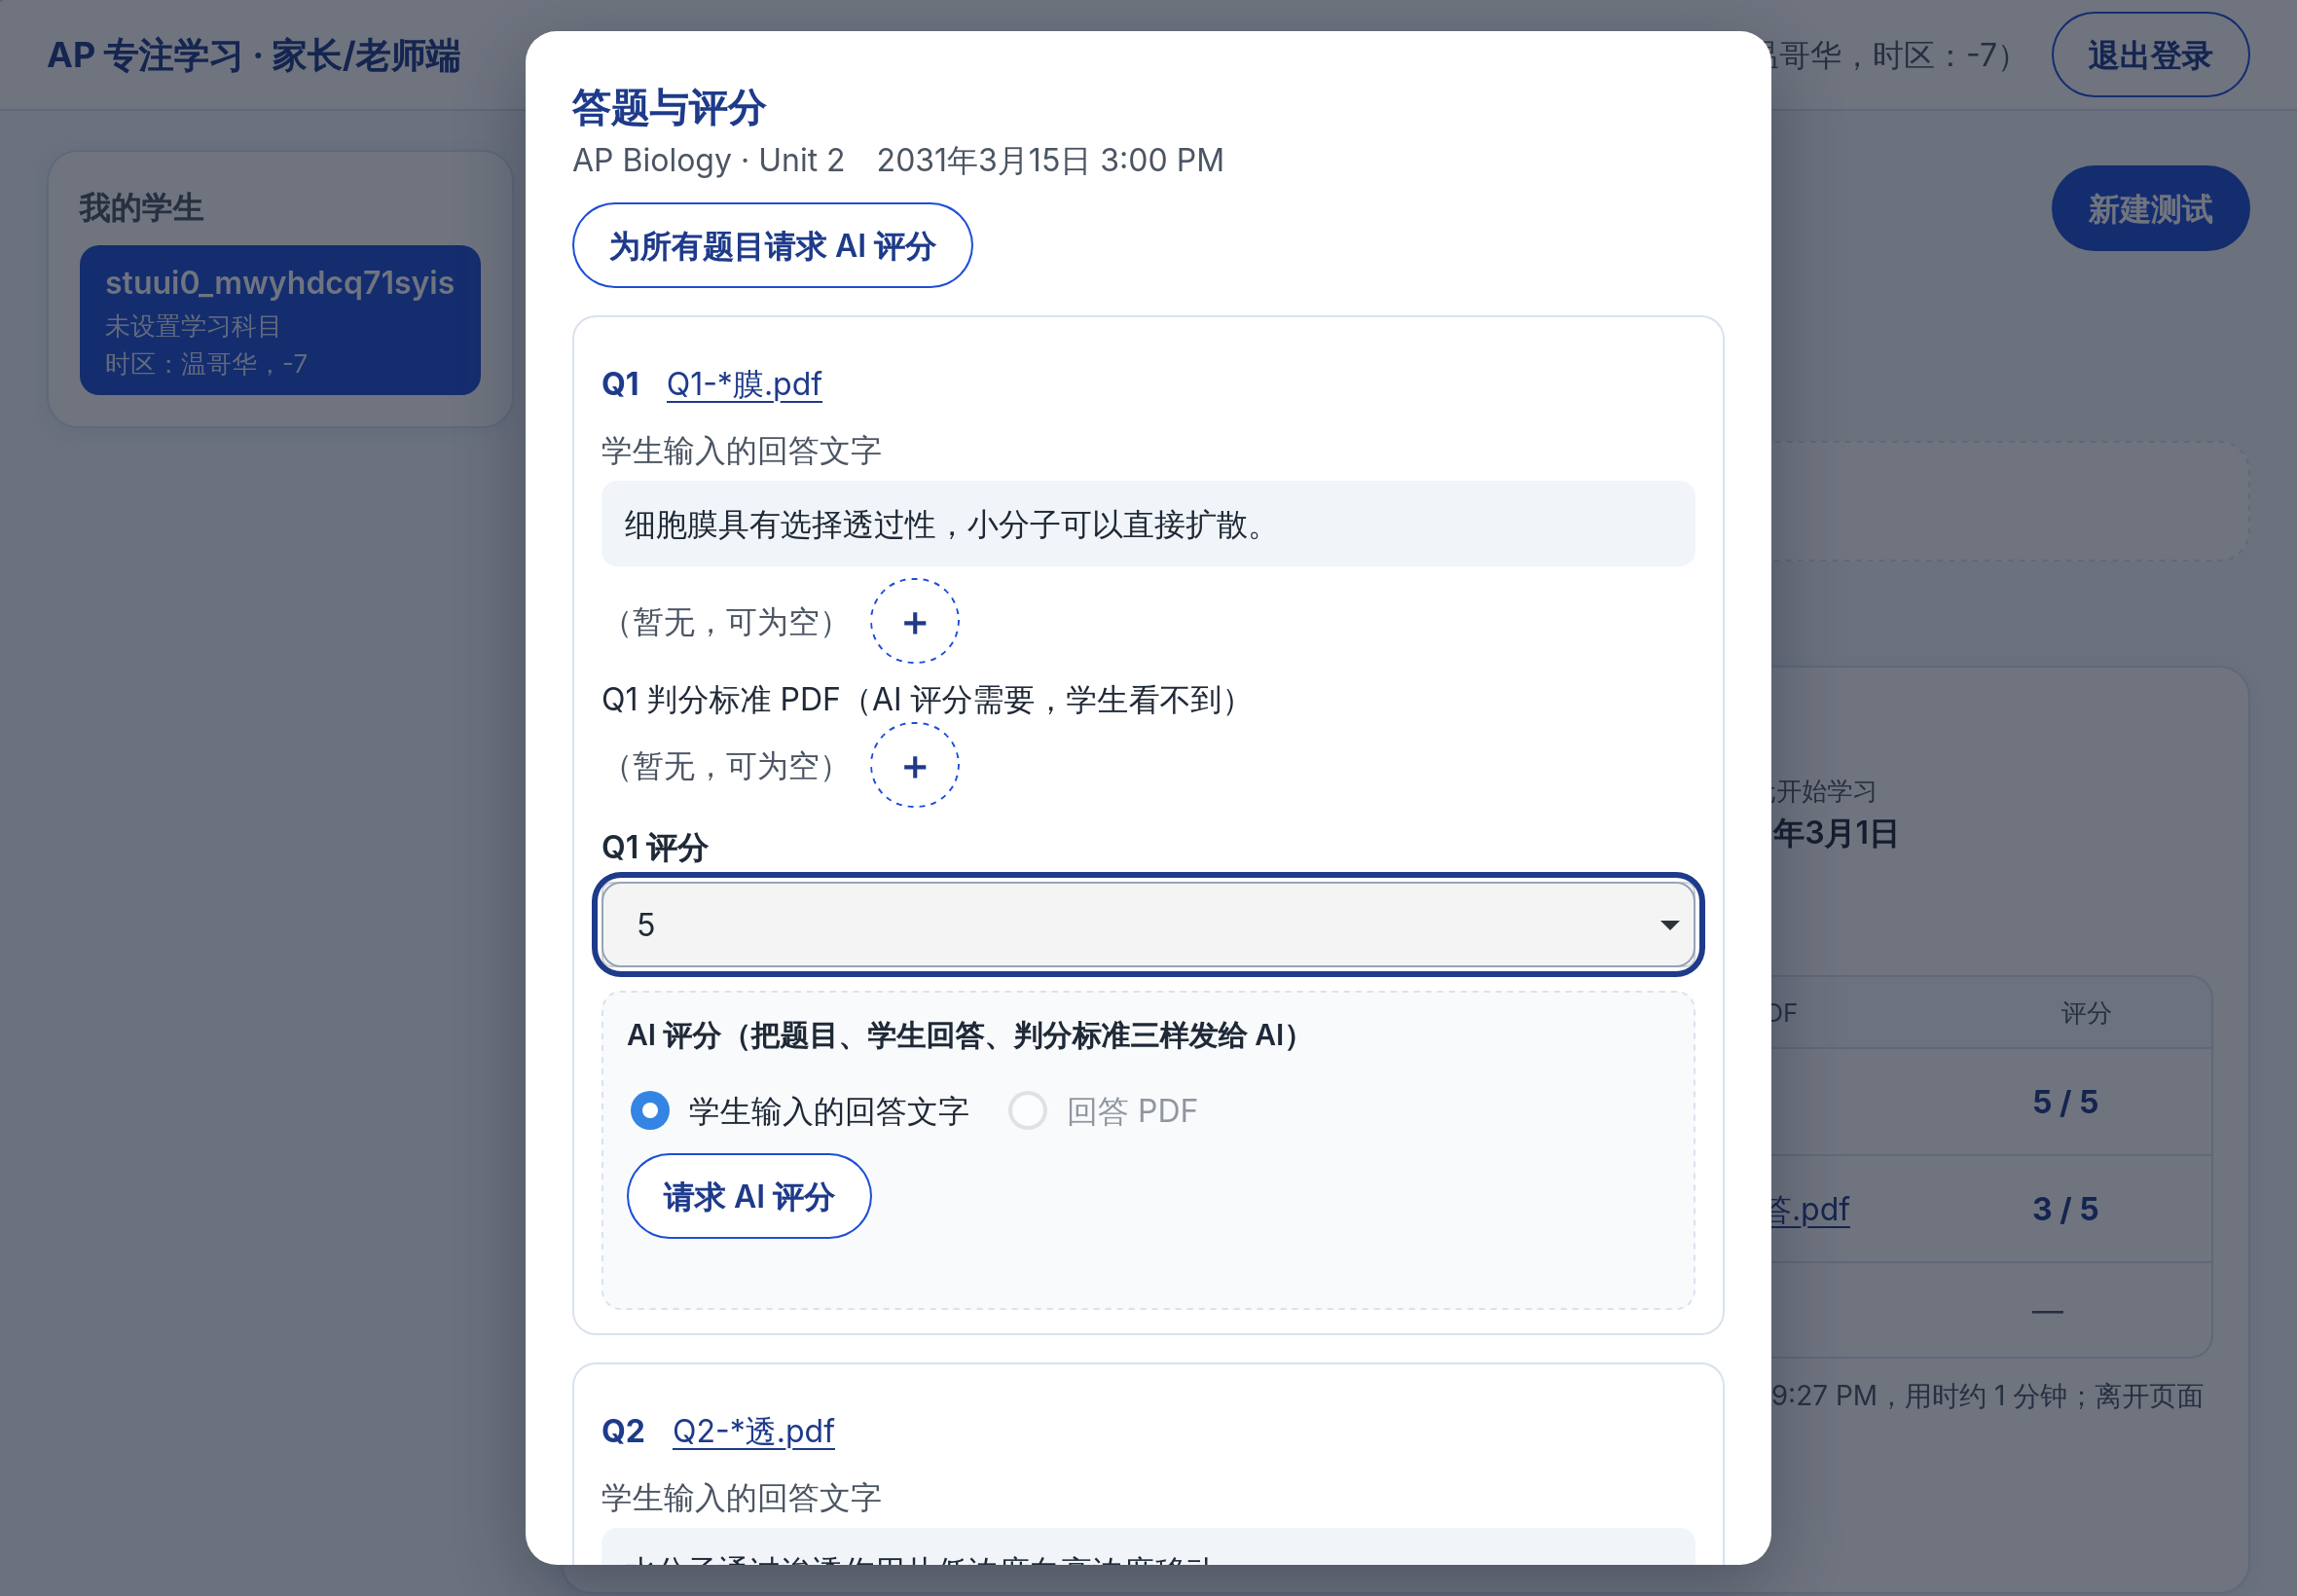 AP 专注学习 · 家长/老师端
哥华，时区：-7）
退出登录
我的学生
stuui0_mwyhdcq71syis
未设置学习科目
时区：温哥华，-7
新建测试
答题与评分
AP Biology · Unit 2 2031年3月15日 3:00 PM
为所有题目请求 AI 评分
Q1 Q1-*膜.pdf
学生输入的回答文字
细胞膜具有选择透过性，小分子可以直接扩散。
（暂无，可为空） +
Q1 判分标准 PDF（AI 评分需要，学生看不到）
（暂无，可为空） +
Q1 评分
5
AI 评分（把题目、学生回答、判分标准三样发给 AI）
学生输入的回答文字 回答 PDF
请求 AI 评分
Q2 Q2-*透.pdf
学生输入的回答文字
开始学习
年3月1日
DF 评分
5 / 5
答.pdf 3 / 5
—
9:27 PM，用时约 1 分钟；离开页面